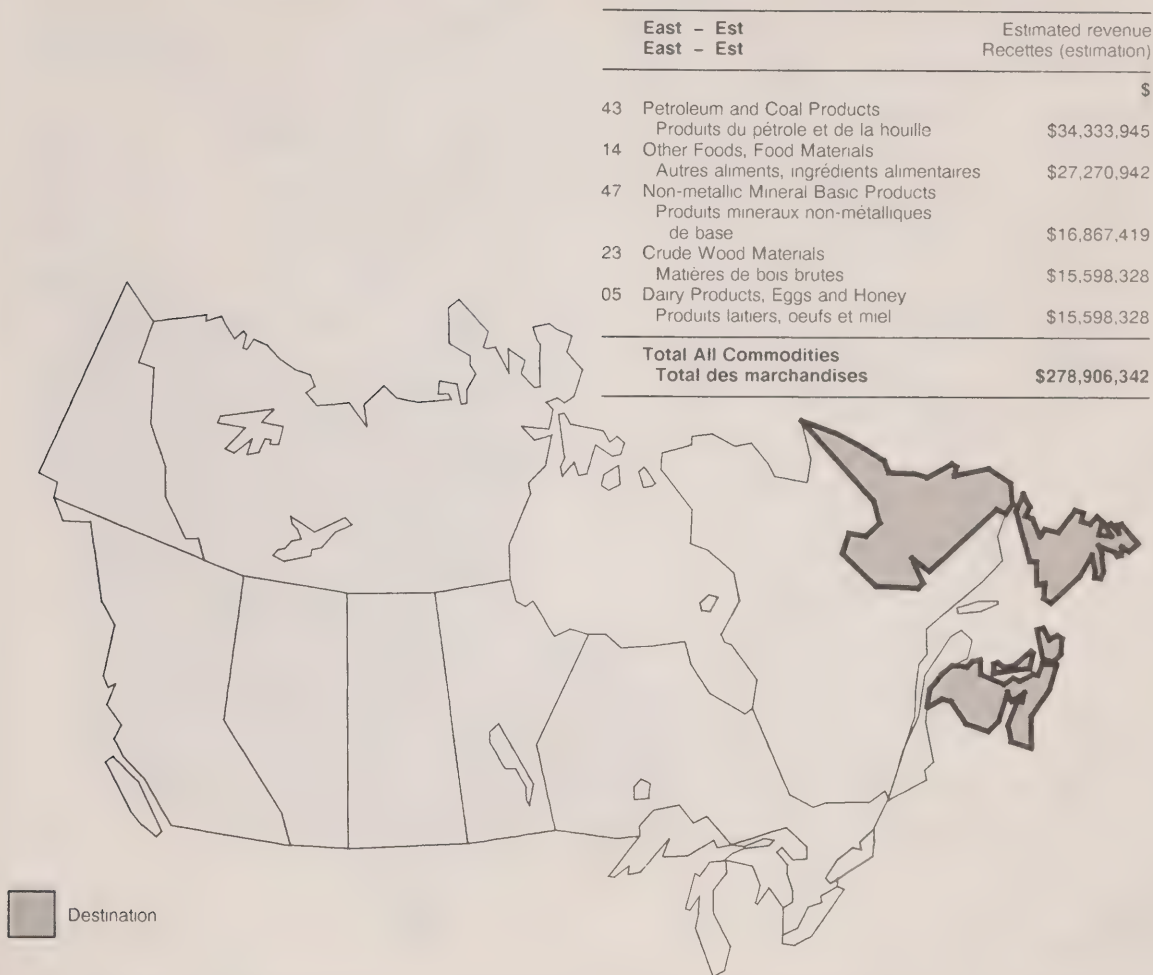 East – Est Estimated revenue
East – Est Recettes (estimation)
$
43 Petroleum and Coal Products
Produits du pétrole et de la houille $34,333,945
14 Other Foods, Food Materials
Autres aliments, ingrédients alimentaires $27,270,942
47 Non-metallic Mineral Basic Products
Produits mineraux non-métalliques
de base $16,867,419
23 Crude Wood Materials
Matières de bois brutes $15,598,328
05 Dairy Products, Eggs and Honey
Produits laitiers, oeufs et miel $15,598,328
Total All Commodities
Total des marchandises $278,906,342
Destination